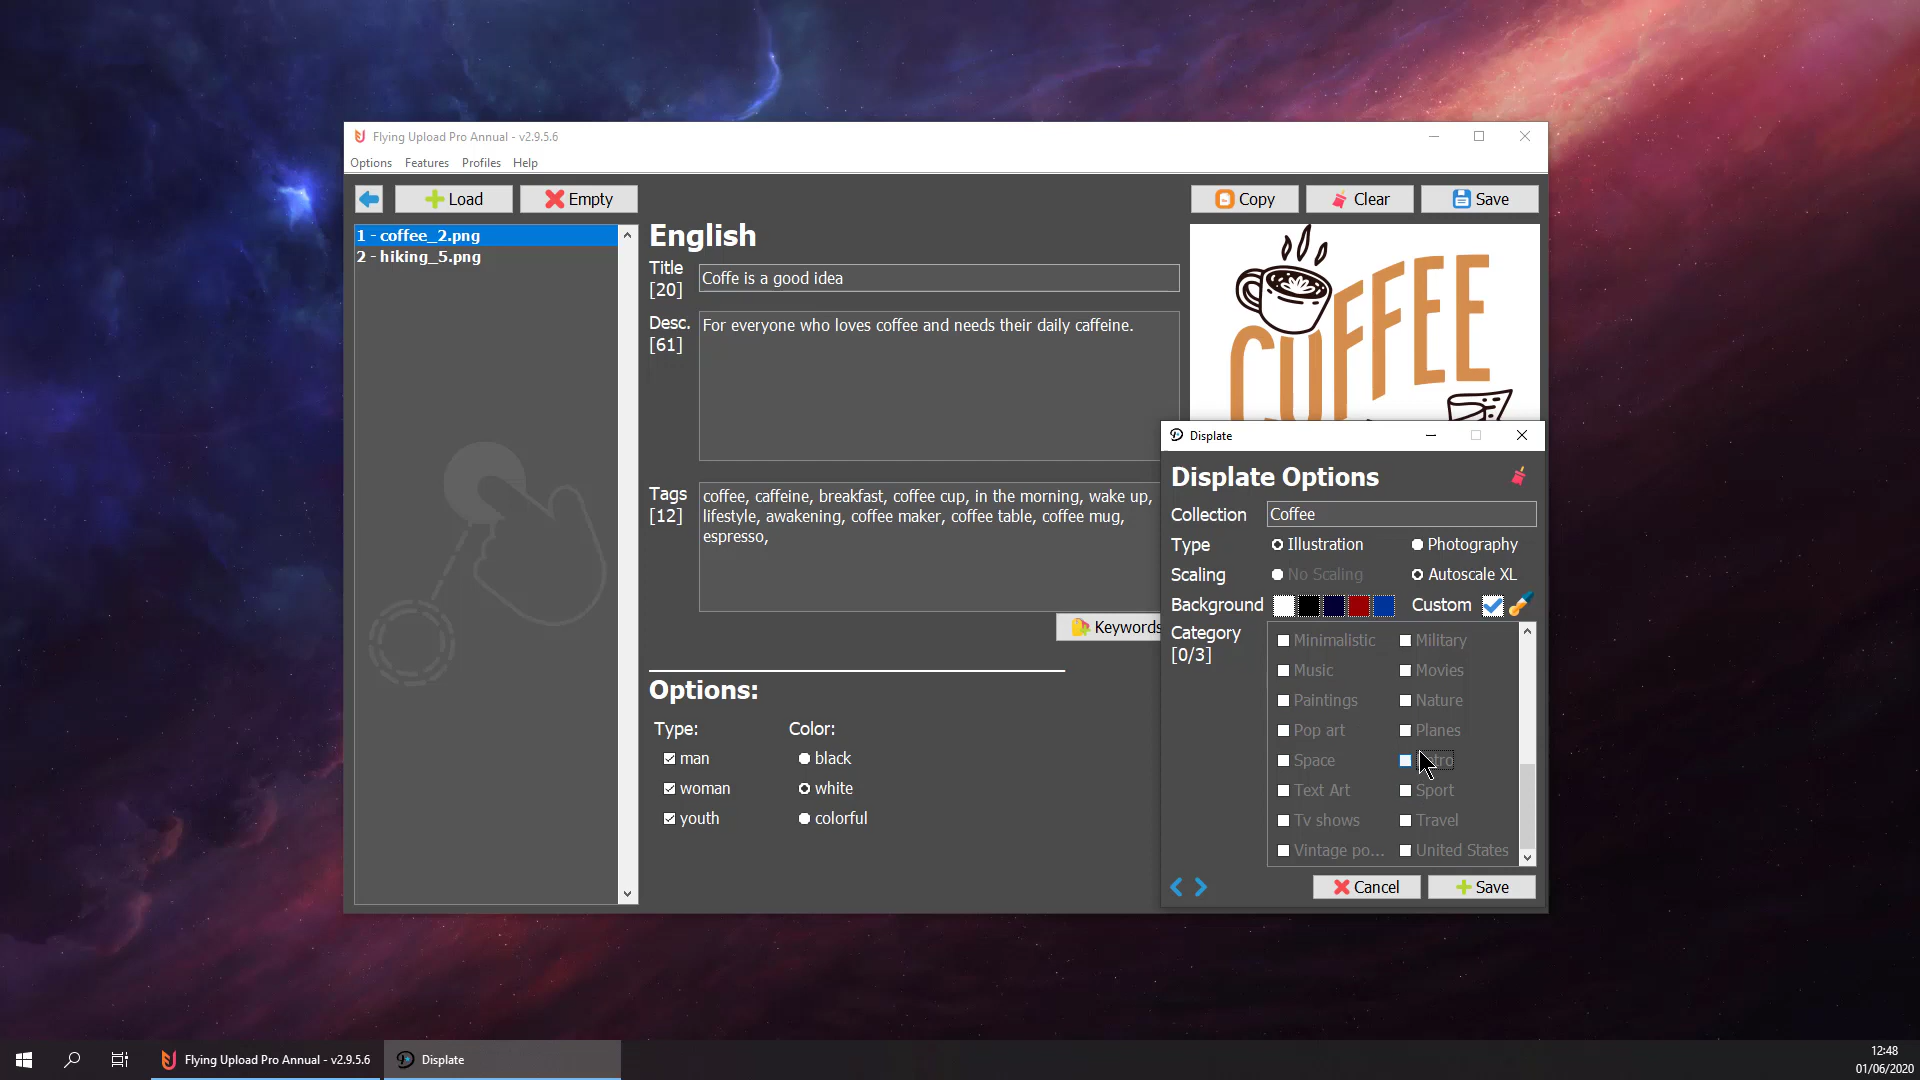 Flying Upload Pro Annual - v2.9.5.6
Options Features Profiles Help
Load Empty Copy Clear Save
1 - coffee_2.png
2 - hiking_5.png
English
Title
[20]
Coffe is a good idea
Desc.
[61]
For everyone who loves coffee and needs their daily caffeine.
Tags
[12]
coffee, caffeine, breakfast, coffee cup, in the morning, wake up,
lifestyle, awakening, coffee maker, coffee table, coffee mug,
espresso,
Keywords
Options:
Type: Color:
man black
woman white
youth colorful
COFFEE
Displate
Displate Options
Collection Coffee
Type Illustration Photography
Scaling No Scaling Autoscale XL
Background Custom
Category
[0/3]
Minimalistic Military
Music Movies
Paintings Nature
Pop art Planes
Space
Text Art Sport
Tv shows Travel
Vintage po... United States
Cancel Save
Flying Upload Pro Annual - v2.9.5.6 Displate
12:48
01/06/2020